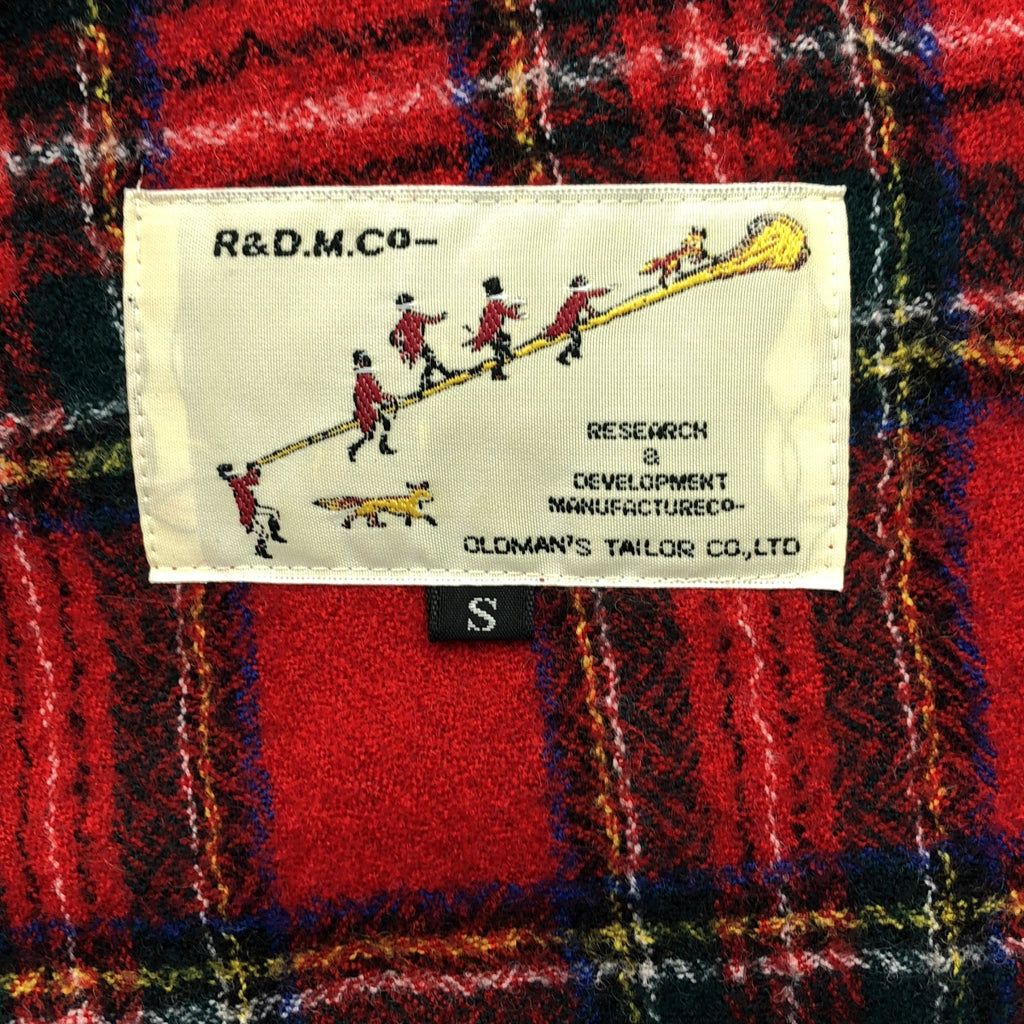 R&D.M.Co-
RESEARCH
&
DEVELOPMENT
MANUFACTURECO-
OLDMAN'S TAILOR CO.,LTD
S